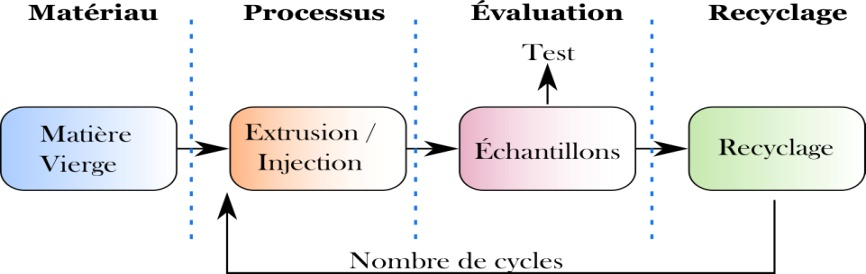 Matériau
Processus
Évaluation
Recyclage
Test
Matière
Vierge
Extrusion /
Injection
Échantillons
Recyclage
Nombre de cycles